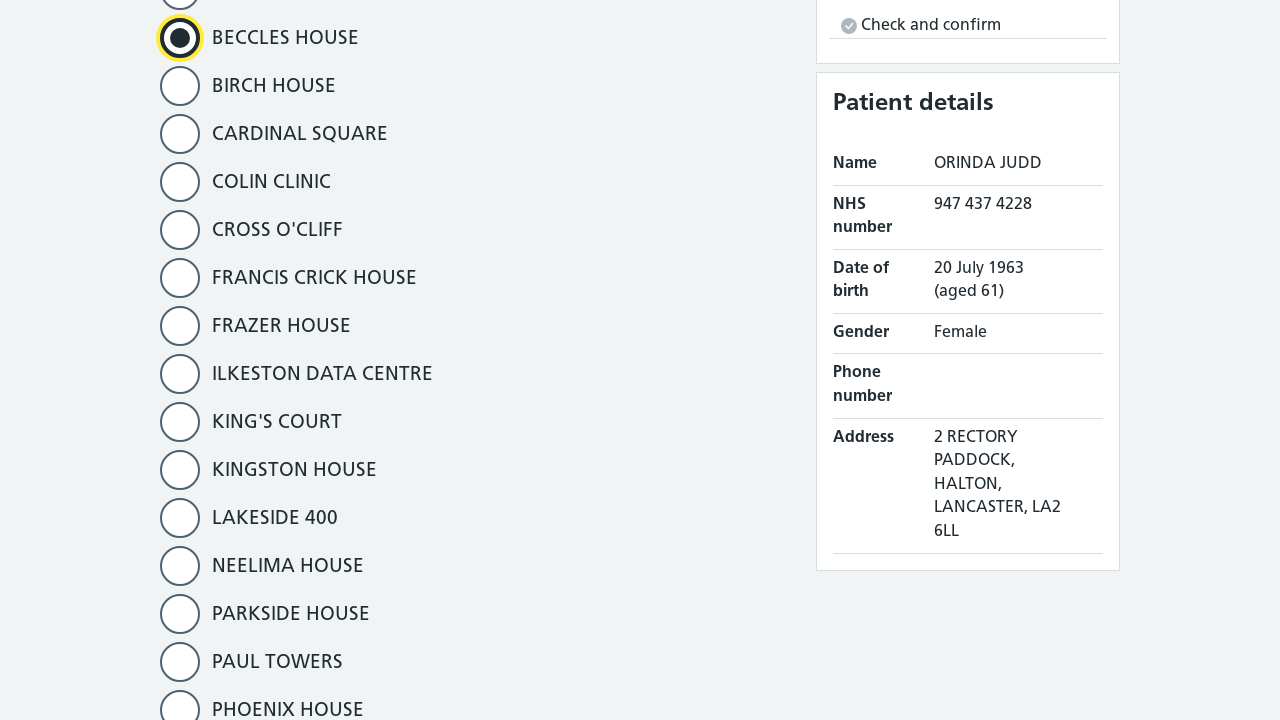 BECCLES HOUSE
BIRCH HOUSE
CARDINAL SQUARE
COLIN CLINIC
CROSS O'CLIFF
FRANCIS CRICK HOUSE
FRAZER HOUSE
ILKESTON DATA CENTRE
KING'S COURT
KINGSTON HOUSE
LAKESIDE 400
NEELIMA HOUSE
PARKSIDE HOUSE
PAUL TOWERS
PHOENIX HOUSE
Check and confirm
Patient details
Name ORINDA JUDD
NHS number 947 437 4228
Date of birth 20 July 1963 (aged 61)
Gender Female
Phone number
Address 2 RECTORY
PADDOCK,
HALTON,
LANCASTER, LA2
6LL